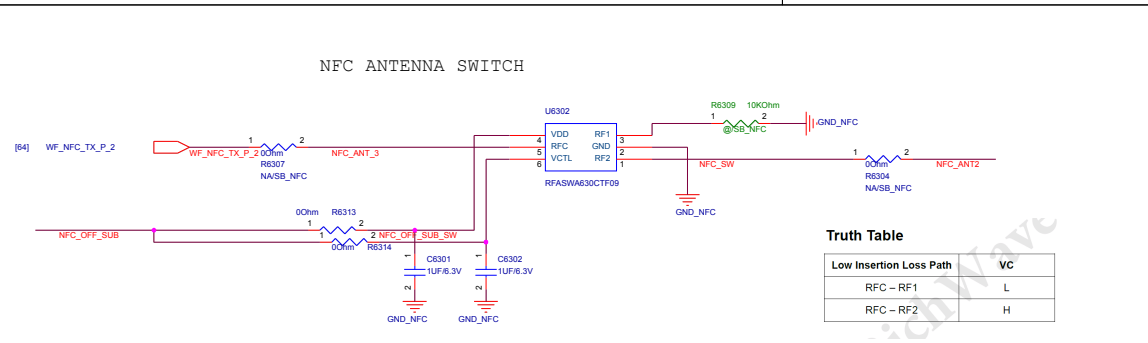 NFC ANTENNA SWITCH
U6302
R6309 10KOhm
1 2
@/SB_NFC
GND_NFC
VDD RF1
RFC GND
VCTL RF2
4 3
5 2
6 1
RFASWA630CTF09
[64] WF_NFC_TX_P_2
WF_NFC_TX_P_2
1 2
0Ohm
R6307
NA/SB_NFC
NFC_ANT_3
NFC_SW
1 2
0Ohm
R6304
NA/SB_NFC
NFC_ANT2
GND_NFC
0Ohm R6313
1 2
NFC_OFF_SUB
1 2 NFC_OFF_SUB_SW
0Ohm R6314
1 2
C6301
1UF/6.3V
GND_NFC
1 2
C6302
1UF/6.3V
GND_NFC
Truth Table
Low Insertion Loss Path VC
RFC – RF1 L
RFC – RF2 H